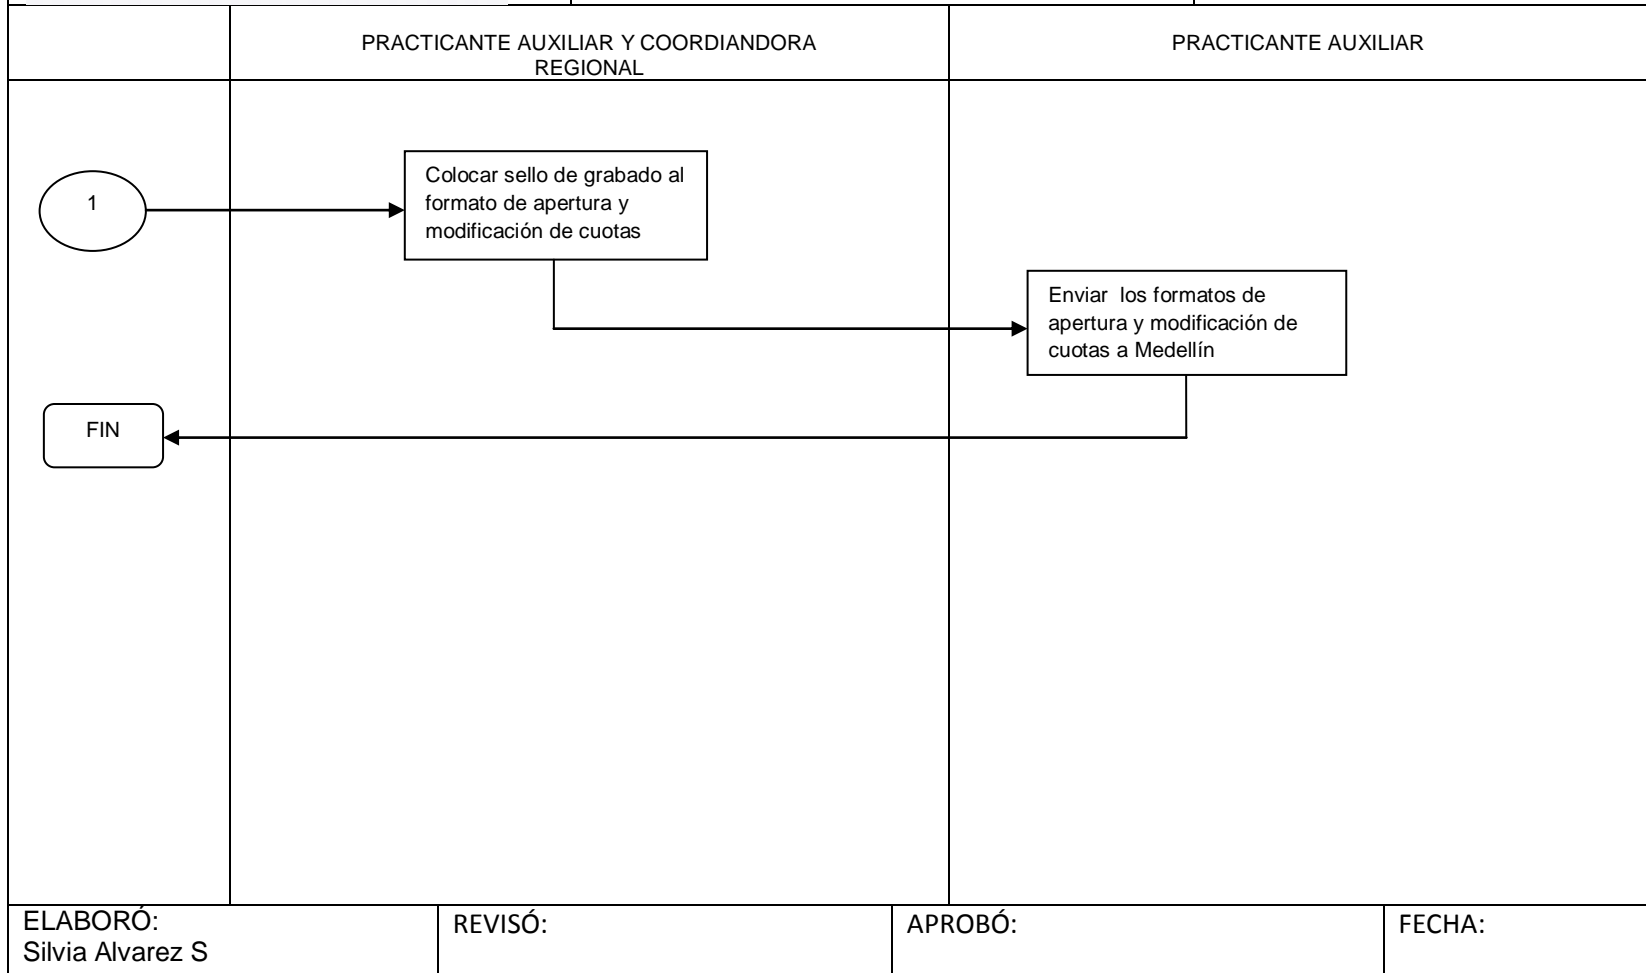 PRACTICANTE AUXILIAR Y COORDIANDORA
REGIONAL
PRACTICANTE AUXILIAR
1
Colocar sello de grabado al
formato de apertura y
modificación de cuotas
Enviar  los formatos de
apertura y modificación de
cuotas a Medellín
FIN
ELABORÓ:
Silvia Alvarez S
REVISÓ:
APROBÓ:
FECHA: